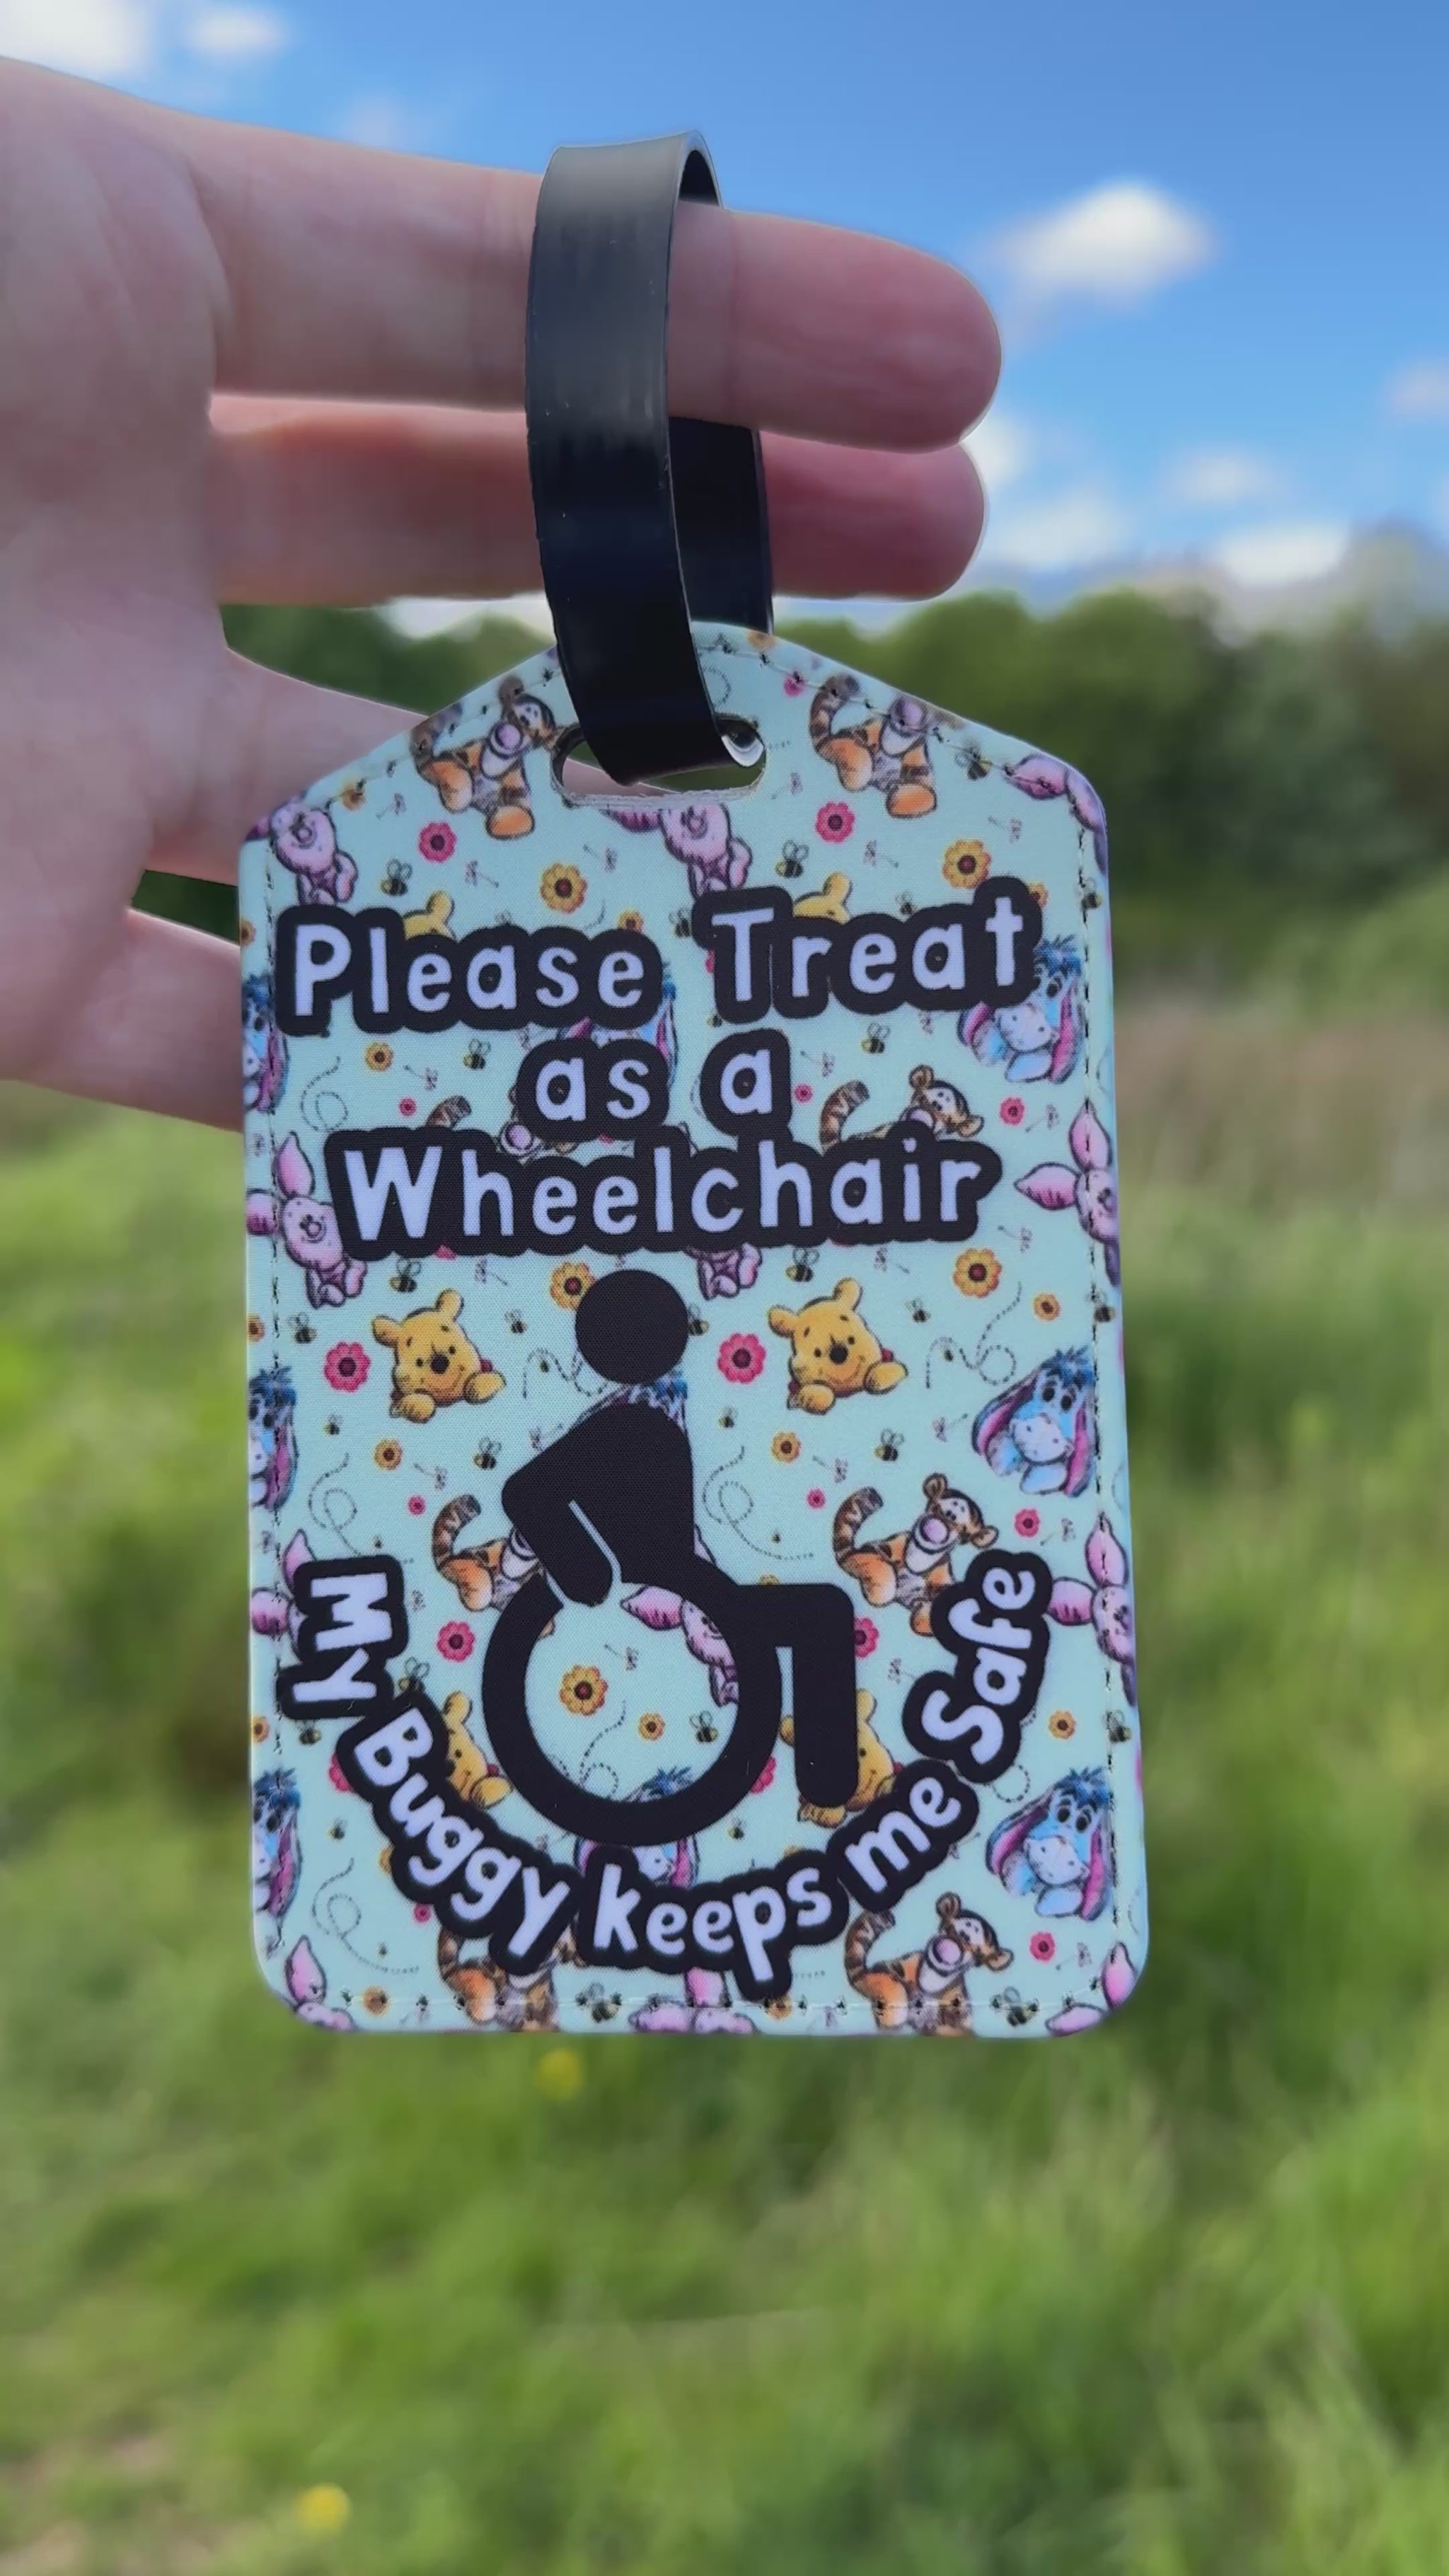 Please Treat
as a
Wheelchair
My Buggy keeps me Safe